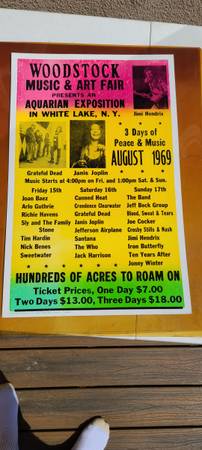 WOODSTOCK
MUSIC & ART FAIR
PRESENTS AN
AQUARIAN EXPOSITION
IN WHITE LAKE, N.Y.
Jimi Hendrix
3 Days of
Peace & Music
AUGUST 1969
Grateful Dead
Janis Joplin
Music Starts at 4:00pm on Fri. and 1:00pm Sat. & Sun.
Friday 15th
Joan Baez
Arlo Guthrie
Richie Havens
Sly and The Family
Stone
Tim Hardin
Nick Benes
Sweetwater
Saturday 16th
Canned Heat
Creedence Clearwater
Grateful Dead
Janis Joplin
Jefferson Airplane
Santana
The Who
Jack Harrison
Sunday 17th
The Band
Jeff Beck Group
Blood, Sweat & Tears
Joe Cocker
Crosby Stills & Nash
Jimi Hendrix
Iron Butterfly
Ten Years After
Jonny Winter
HUNDREDS OF ACRES TO ROAM ON
Ticket Prices, One Day $7.00
Two Days $13.00, Three Days $18.00